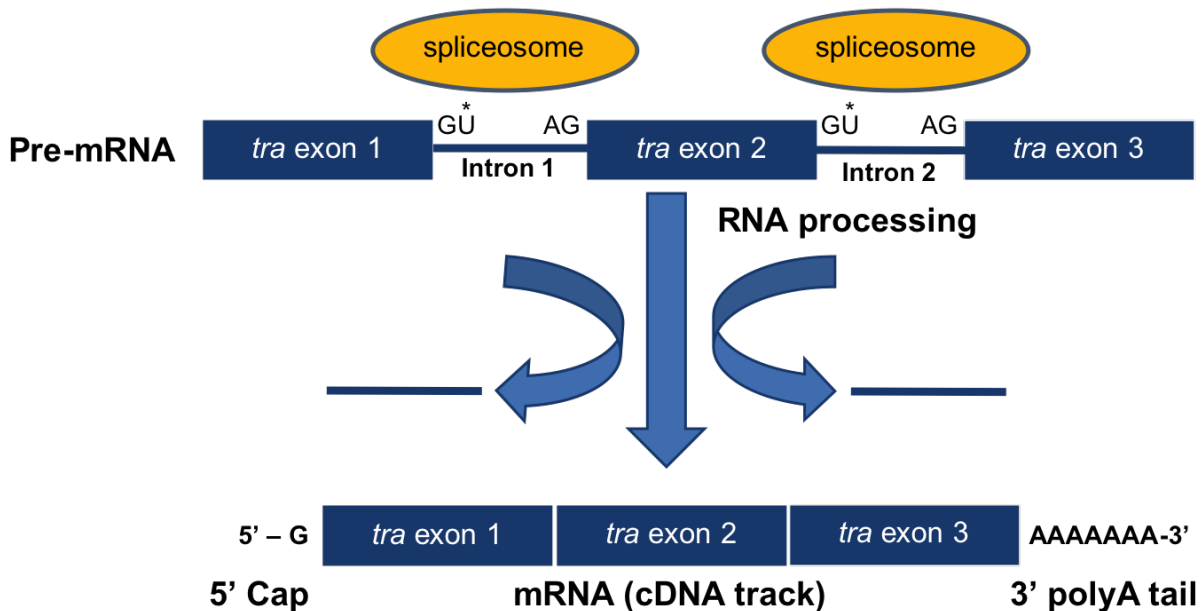 spliceosome
spliceosome
*
*
GU
AG
GU
AG
Pre-mRNA
tra exon 1
tra exon 2
tra exon 3
Intron 1
Intron 2
RNA processing
5’ – G
tra exon 1
tra exon 2
tra exon 3
AAAAAAA-3’
5’ Cap
mRNA (cDNA track)
3’ polyA tail